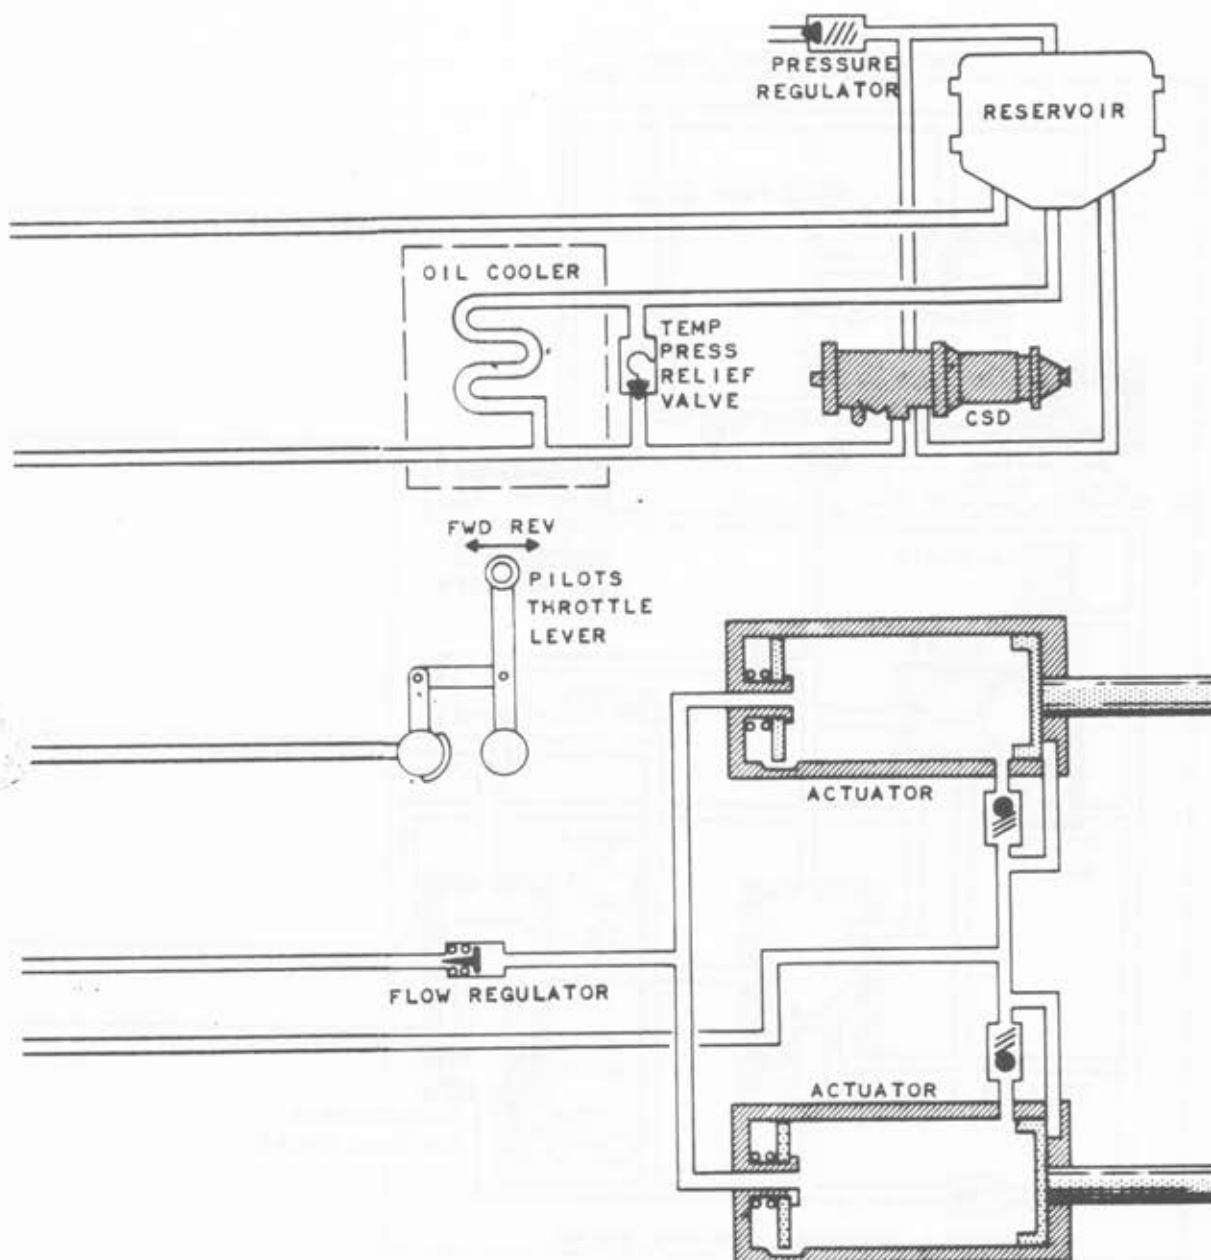 PRESSURE
REGULATOR
RESERVOIR
OIL COOLER
TEMP
PRESS
RELIEF
VALVE
CSD
FWD REV
PILOTS
THROTTLE
LEVER
ACTUATOR
FLOW REGULATOR
ACTUATOR